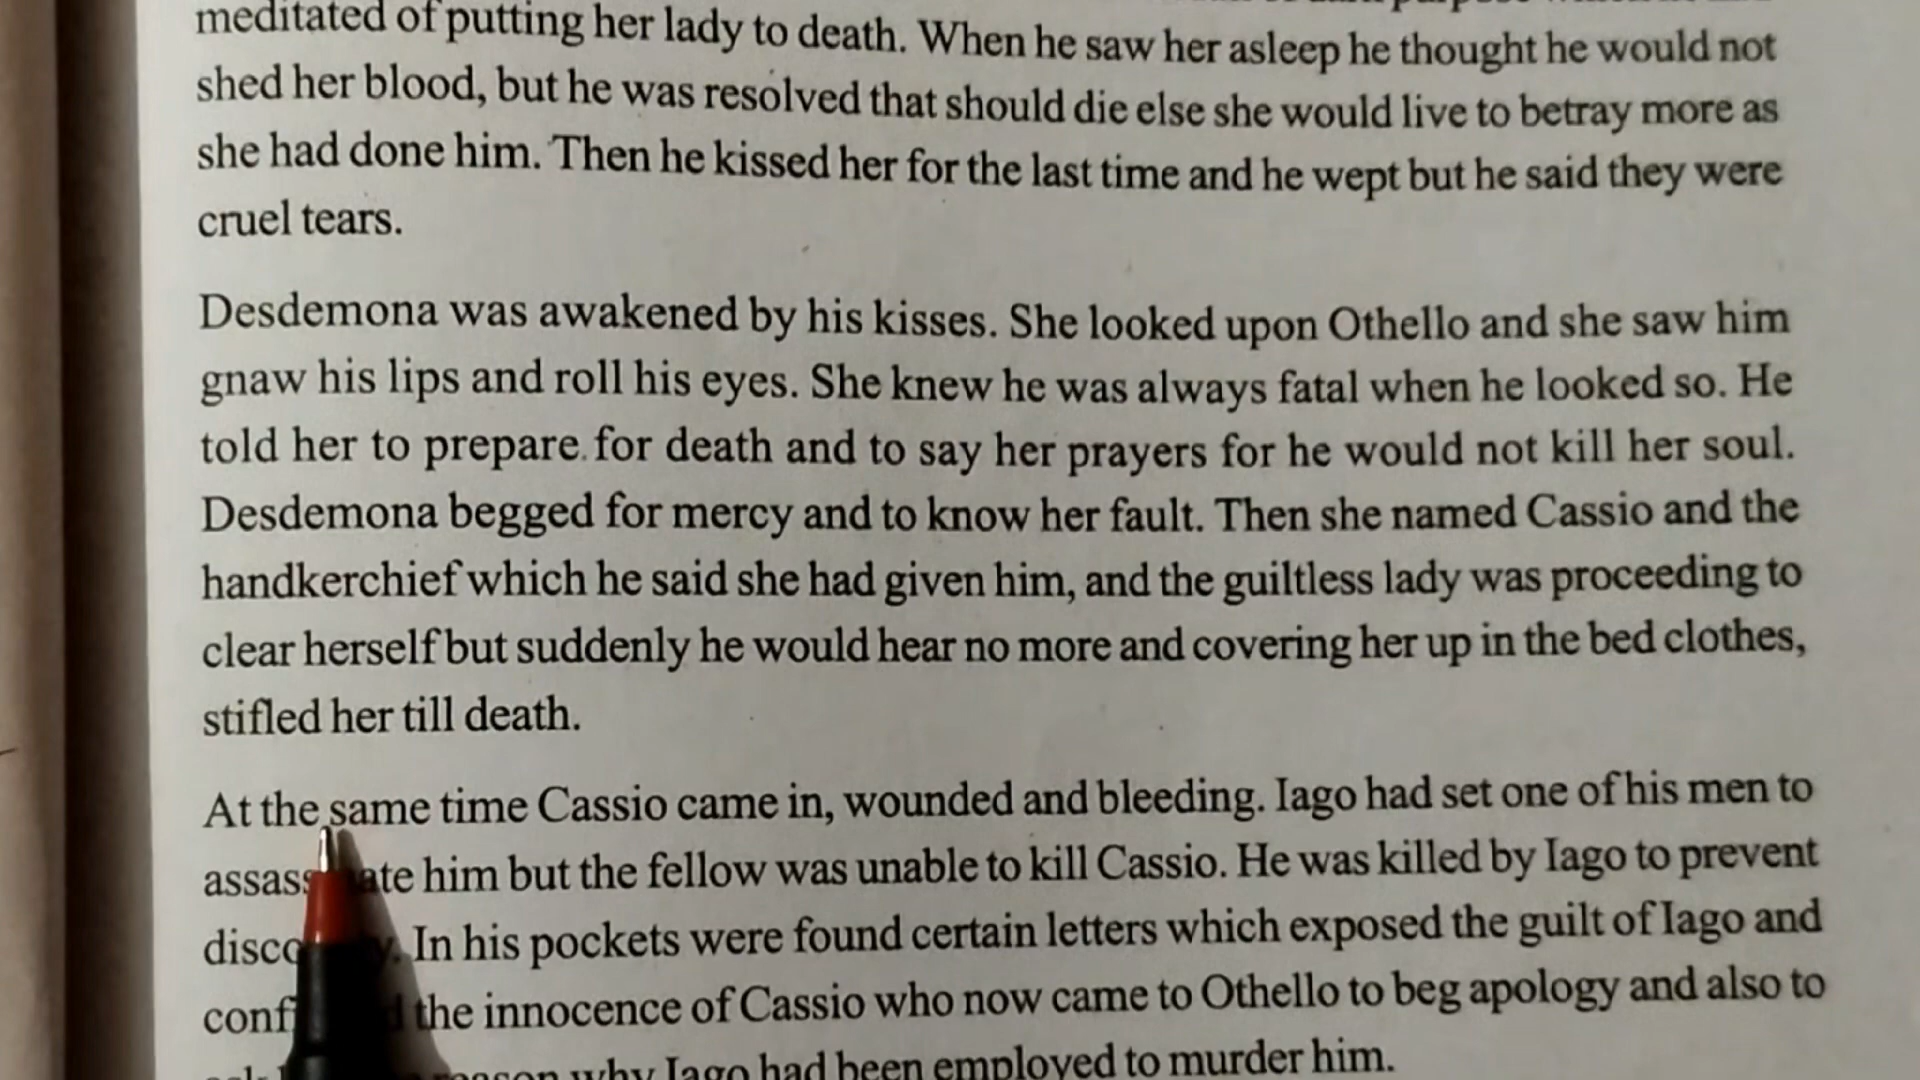 meditated of putting her lady to death. When he saw her asleep he thought he would not
shed her blood, but he was resolved that should die else she would live to betray more as
she had done him. Then he kissed her for the last time and he wept but he said they were
cruel tears.
Desdemona was awakened by his kisses. She looked upon Othello and she saw him
gnaw his lips and roll his eyes. She knew he was always fatal when he looked so. He
told her to prepare for death and to say her prayers for he would not kill her soul.
Desdemona begged for mercy and to know her fault. Then she named Cassio and the
handkerchief which he said she had given him, and the guiltless lady was proceeding to
clear herself but suddenly he would hear no more and covering her up in the bed clothes,
stifled her till death.
At the same time Cassio came in, wounded and bleeding. Iago had set one of his men to
him but the fellow was unable to kill Cassio. He was killed by Iago to prevent
In his pockets were found certain letters which exposed the guilt of Iago and
the innocence of Cassio who now came to Othello to beg apology and also to
reason why Iago had been employed to murder him.